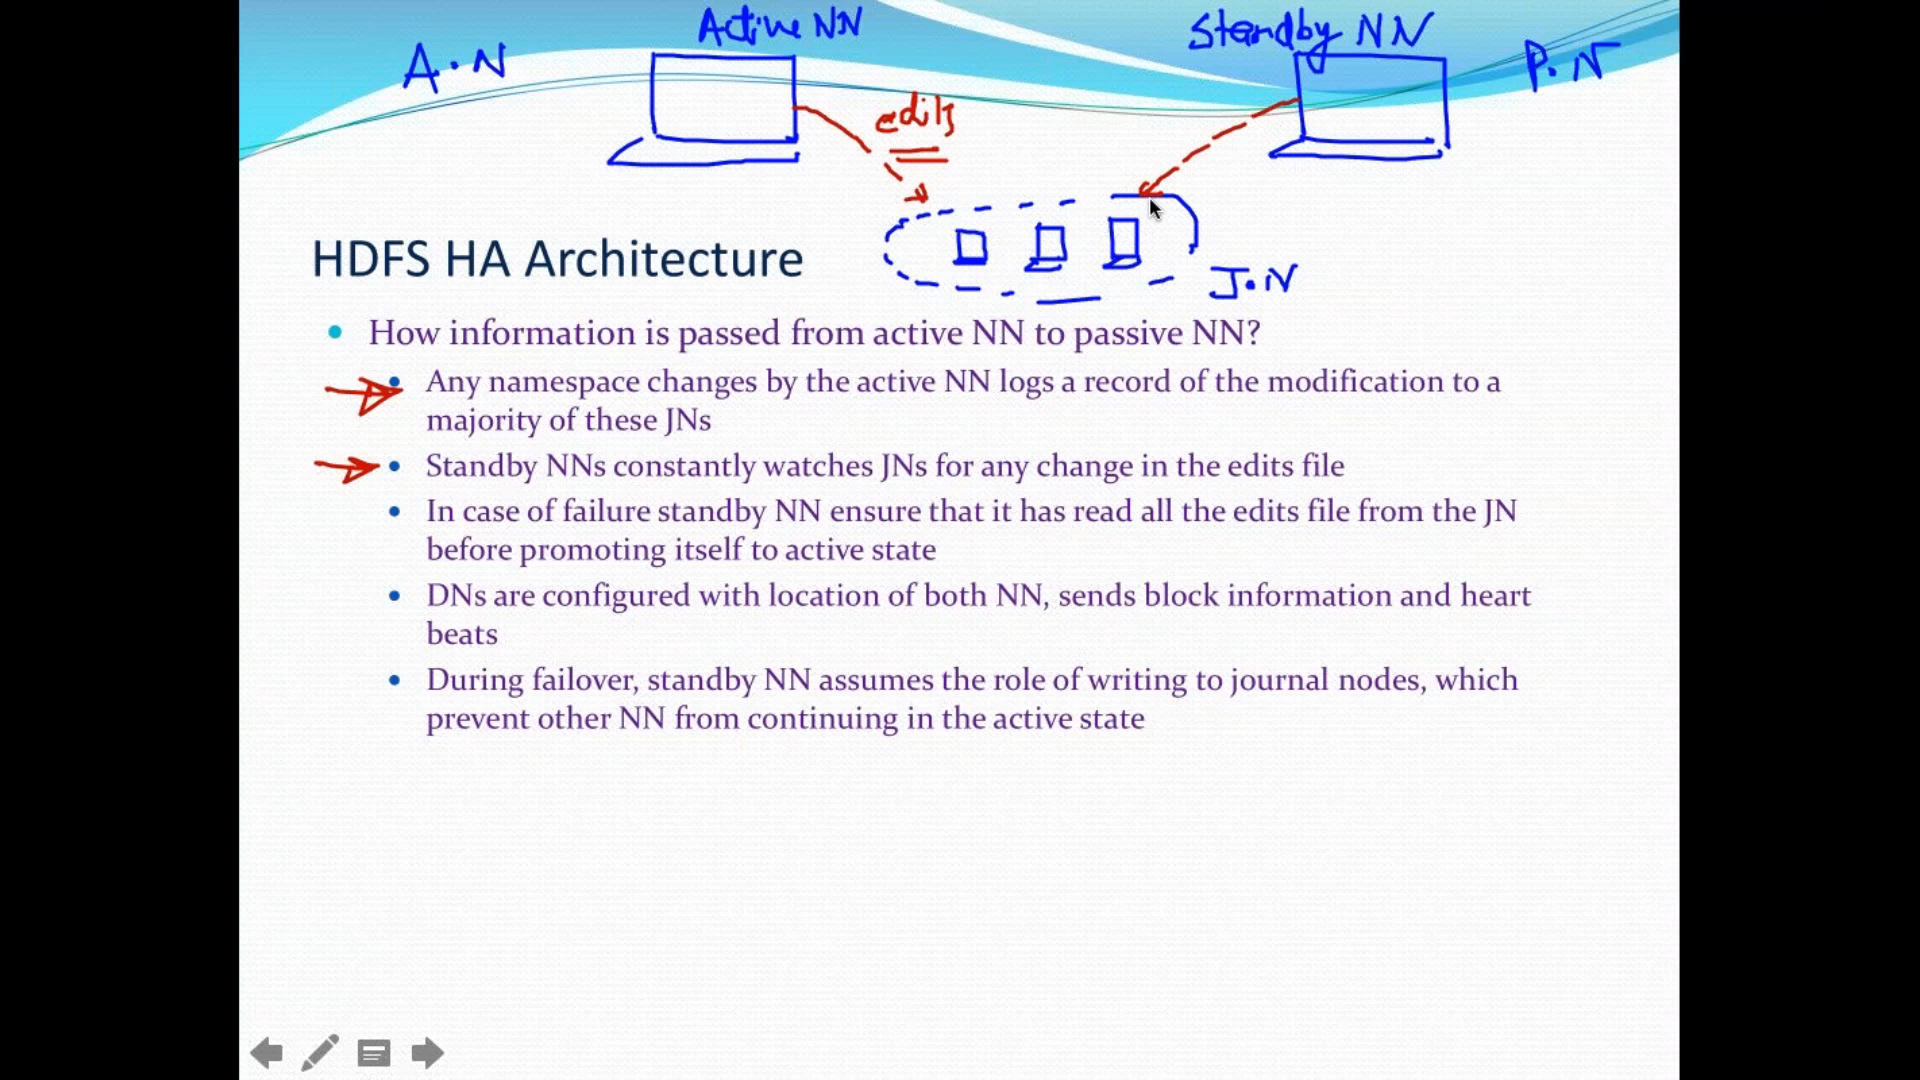 Active NN
Standby NN
A.N
P.N
edits
HDFS HA Architecture
J.N
How information is passed from active NN to passive NN?
Any namespace changes by the active NN logs a record of the modification to a
majority of these JNs
Standby NNs constantly watches JNs for any change in the edits file
In case of failure standby NN ensure that it has read all the edits file from the JN
before promoting itself to active state
DNs are configured with location of both NN, sends block information and heart
beats
During failover, standby NN assumes the role of writing to journal nodes, which
prevent other NN from continuing in the active state